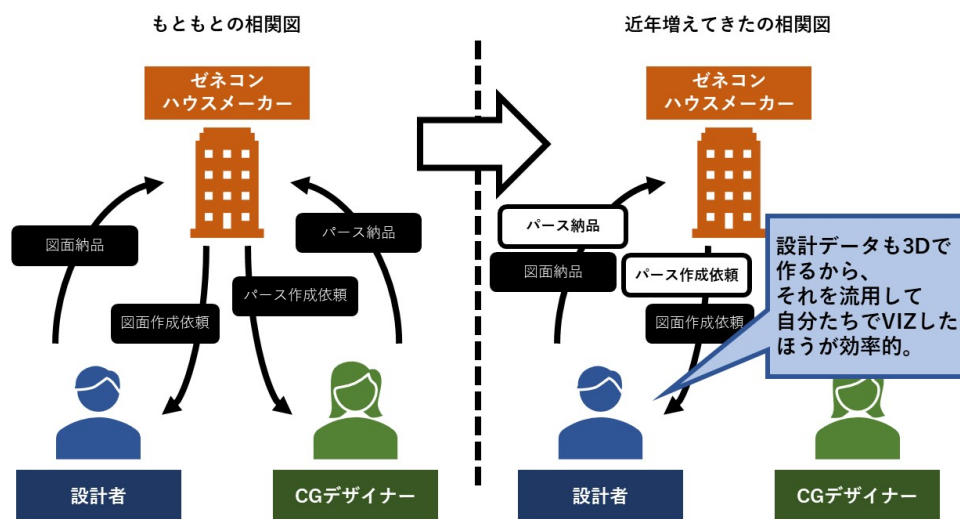 もともとの相関図
ゼネコン
ハウスメーカー
図面納品
パース納品
図面作成依頼
パース作成依頼
設計者
CGデザイナー
近年増えてきたの相関図
ゼネコン
ハウスメーカー
パース納品
図面納品
パース作成依頼
図面作成依頼
設計データも3Dで
作るから、
それを流用して
自分たちでVIZした
ほうが効率的。
設計者
CGデザイナー